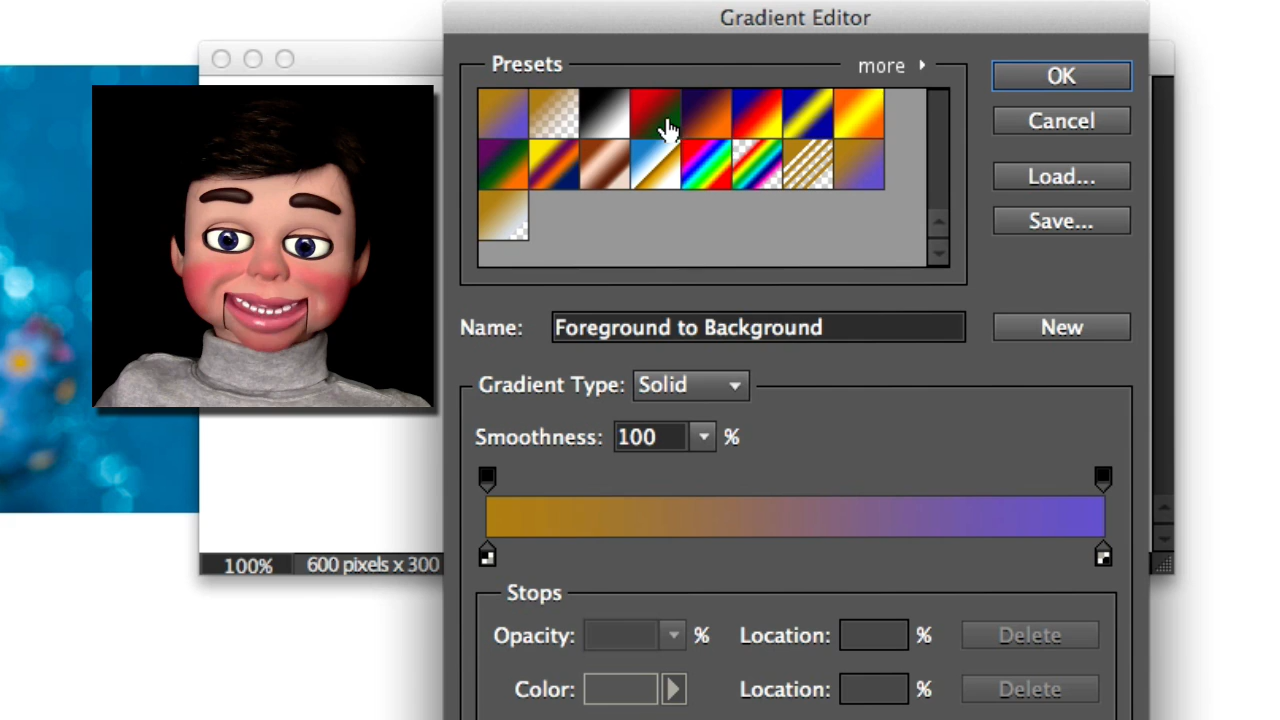 Gradient Editor
Presets
more
OK
Cancel
Load...
Save...
Name: Foreground to Background
New
Gradient Type: Solid
Smoothness: 100 %
100%
600 pixels x 300
Stops
Opacity: % Location: % Delete
Color: Location: % Delete